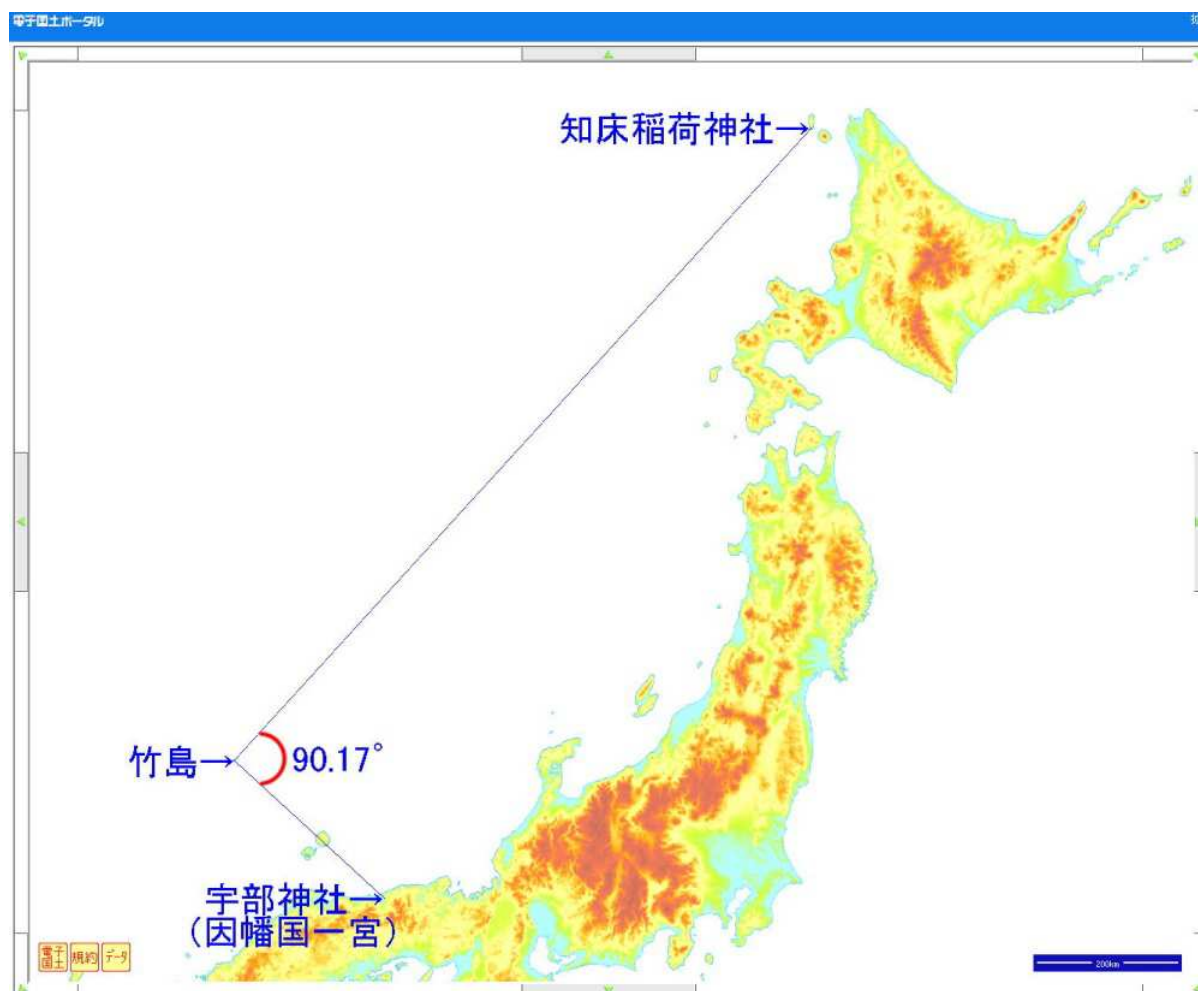 電子国土ポータル
拡
知床稲荷神社→
竹島→
90.17°
宇部神社→
(因幡国一宮)
電子
国土
規約
データ
200km